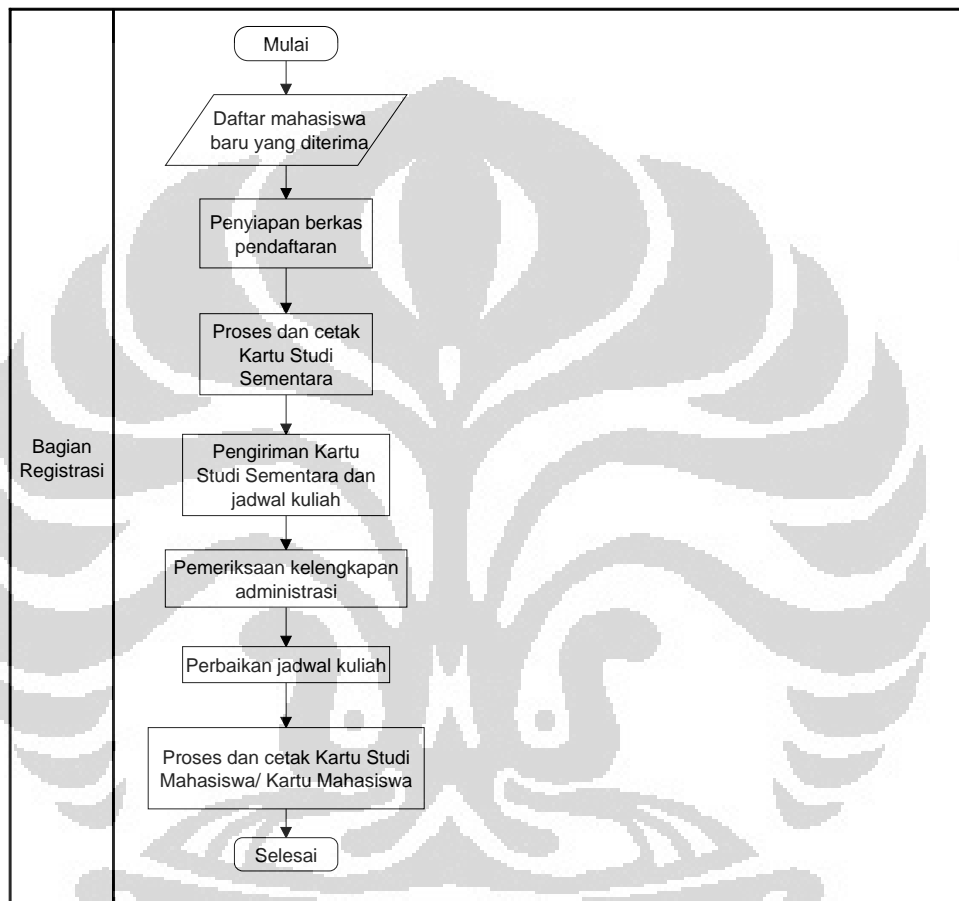 Mulai
Daftar mahasiswa
baru yang diterima
Penyiapan berkas
pendaftaran
Proses dan cetak
Kartu Studi
Sementara
Bagian
Registrasi
Pengiriman Kartu
Studi Sementara dan
jadwal kuliah
Pemeriksaan kelengkapan
administrasi
Perbaikan jadwal kuliah
Proses dan cetak Kartu Studi
Mahasiswa/ Kartu Mahasiswa
Selesai